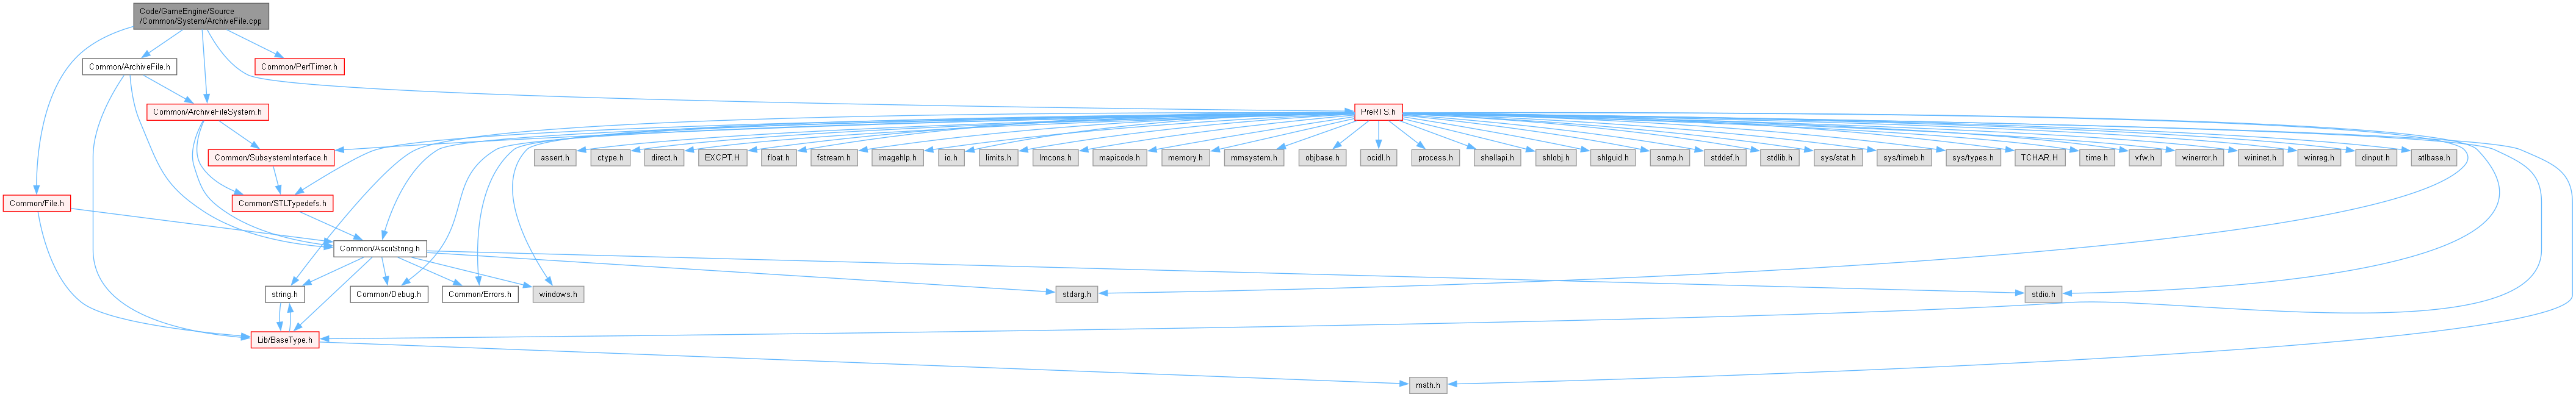 Code/GameEngine/Source
/Common/System/ArchiveFile.cpp
Common/ArchiveFile.h
Common/PerfTimer.h
Common/ArchiveFileSystem.h
PreRTS.h
Common/SubsystemInterface.h
assert.h
ctype.h
direct.h
EXCPT.H
float.h
fstream.h
imagehlp.h
io.h
limits.h
lmcons.h
mapicode.h
memory.h
mmsystem.h
objbase.h
ocidl.h
process.h
shellapi.h
shlobj.h
shlguid.h
snmp.h
stddef.h
stdlib.h
sys/stat.h
sys/timeb.h
sys/types.h
TCHAR.H
time.h
vfw.h
winerror.h
wininet.h
winreg.h
dinput.h
atlbase.h
Common/File.h
Common/STLTypedefs.h
Common/AsciiString.h
string.h
Common/Debug.h
Common/Errors.h
windows.h
stdarg.h
stdio.h
Lib/BaseType.h
math.h